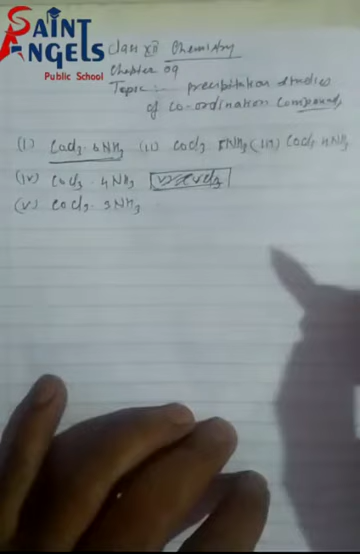 SAINT
ANGELS
Public School
Class XII Chemistry
Chapter 09
Topic :- precipitation studies
of co-ordination compounds
(i) CoCl3. 6NH3 (ii) CoCl3. 5NH3 (iii) CoCl3 4NH3
(iv) CoCl3. 4NH3
(v) CoCl3. 3NH3